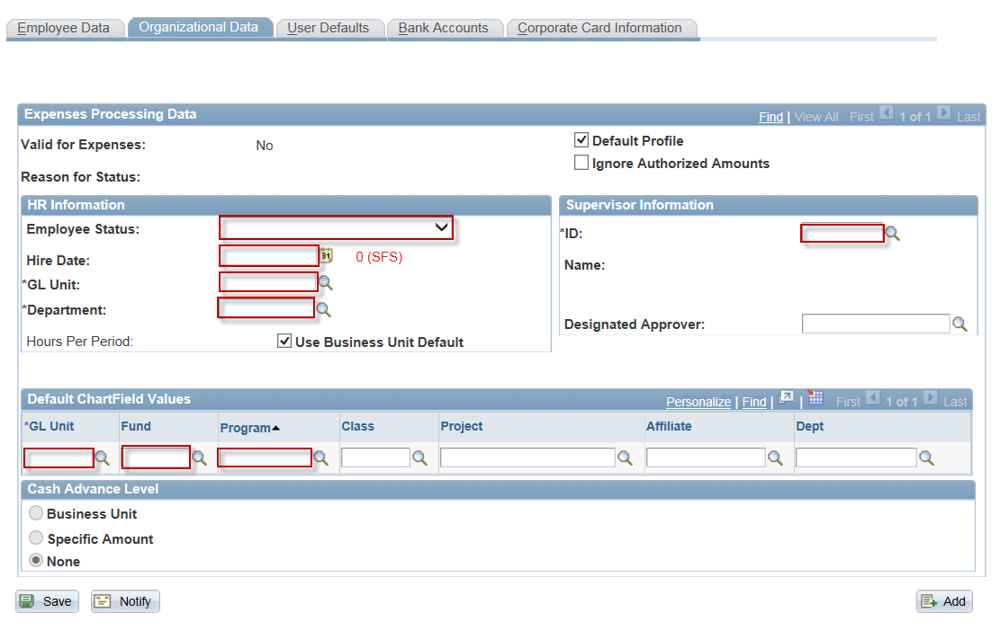 Employee Data Organizational Data User Defaults Bank Accounts Corporate Card Information
Expenses Processing Data Find | View All First 1 of 1 Last
Valid for Expenses: No
Default Profile
Ignore Authorized Amounts
Reason for Status:
HR Information
Employee Status:
Hire Date: 31 0 (SFS)
*GL Unit:
*Department:
Hours Per Period: Use Business Unit Default
Supervisor Information
*ID:
Name:
Designated Approver:
Default ChartField Values Personalize | Find | | First 1 of 1 Last
*GL Unit Fund Program Class Project Affiliate Dept
Cash Advance Level
Business Unit
Specific Amount
None
Save Notify Add